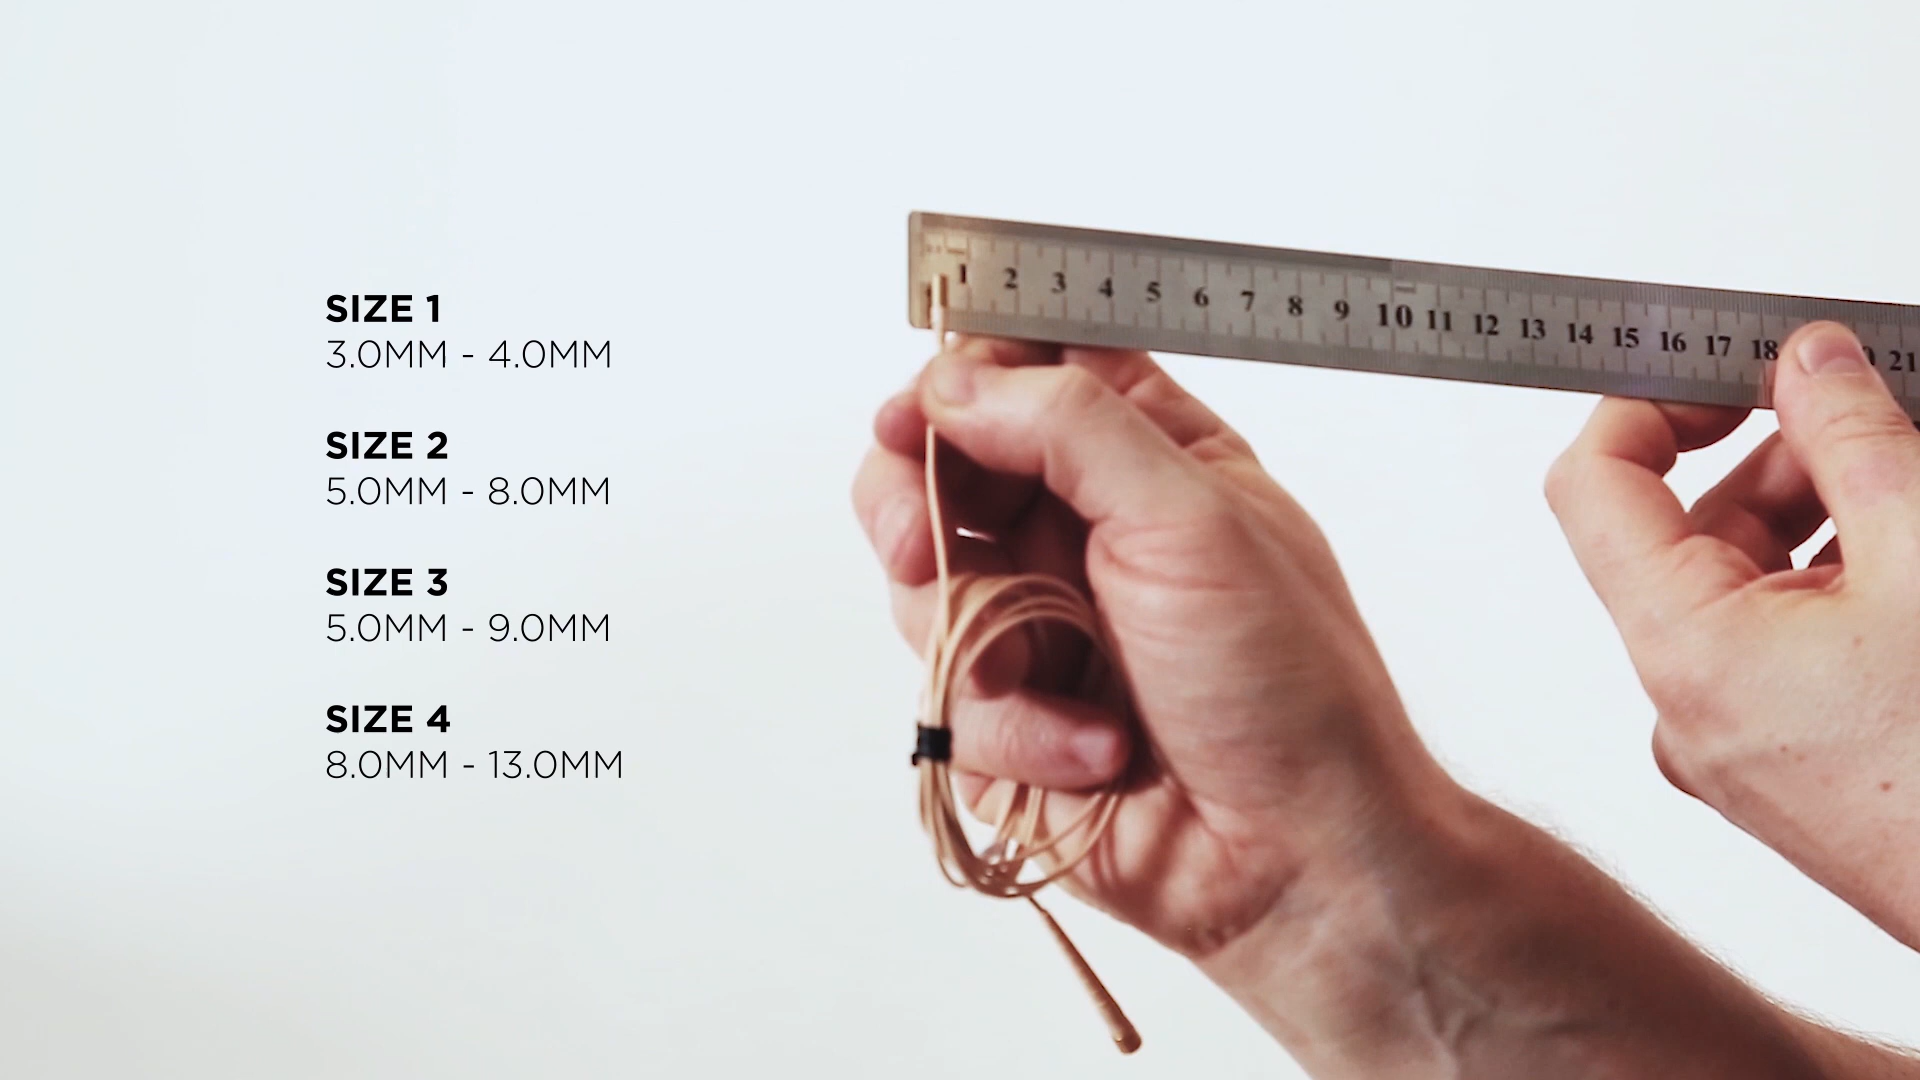 SIZE 1
3.0MM - 4.0MM
SIZE 2
5.0MM - 8.0MM
SIZE 3
5.0MM - 9.0MM
SIZE 4
8.0MM - 13.0MM
1 2 3 4 5 6 7 8 9 10 11 12 13 14 15 16 17 18 21